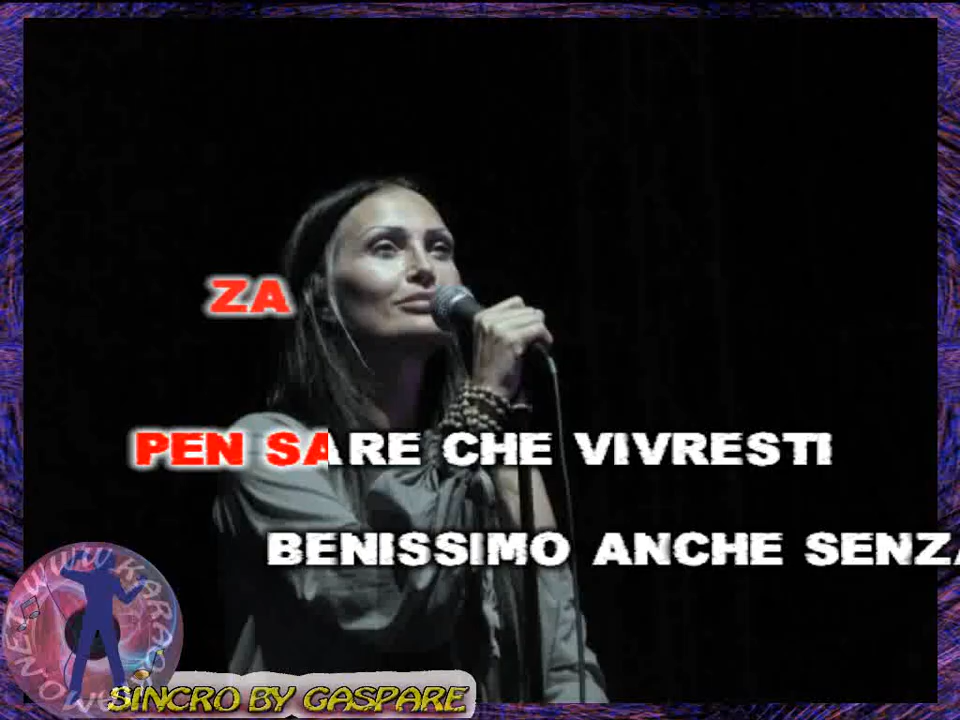 ZA
PEN SARE CHE VIVRESTI
BENISSIMO ANCHE SENZA
SINCRO BY GASPARE